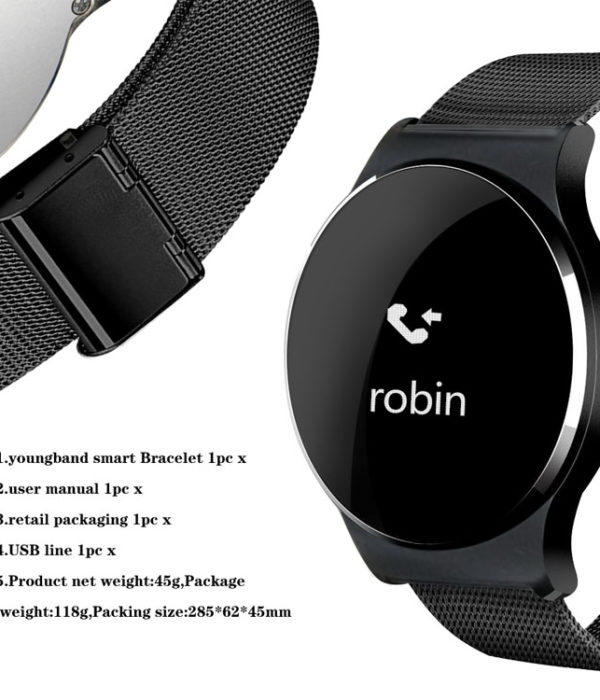 robin
1.youngband smart Bracelet 1pc x
2.user manual 1pc x
3.retail packaging 1pc x
4.USB line 1pc x
5.Product net weight:45g,Package
weight:118g,Packing size:285*62*45mm